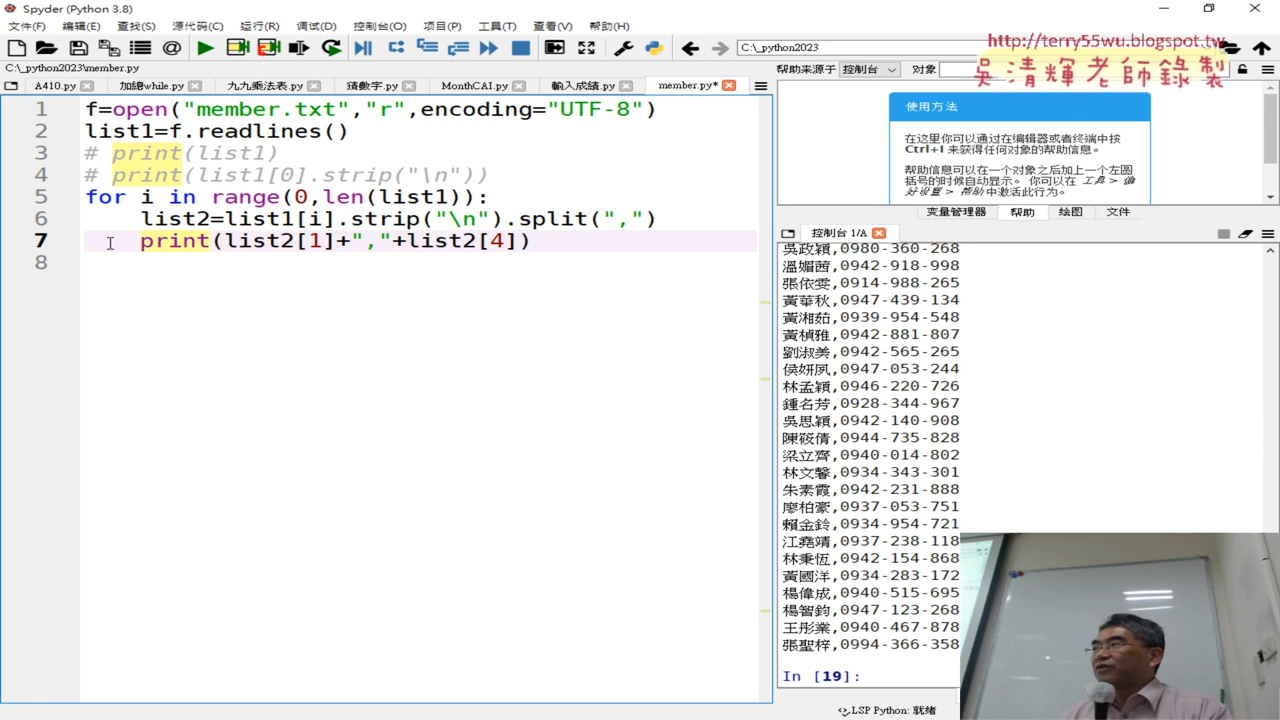 Spyder (Python 3.8)
文件(F) 编辑(E) 查找(S) 源代码(C) 运行(R) 调试(D) 控制台(O) 项目(P) 工具(T) 查看(V) 帮助(H)
C:\_python2023
http://terry55wu.blogspot.tw
吳清輝老師錄製
C:\_python2023\member.py
帮助来源于 控制台 对象
A410.py 加總while.py 九九乘法表.py 猜數字.py MonthCAI.py 輸入成績.py member.py*
1 f=open("member.txt","r",encoding="UTF-8")
2 list1=f.readlines()
3 # print(list1)
4 # print(list1[0].strip("\n"))
5 for i in range(0,len(list1)):
6 list2=list1[i].strip("\n").split(",")
7 print(list2[1]+","+list2[4])
8
使用方法
在这里你可以通过在编辑器或者终端中按
Ctrl+I 来获得任何对象的帮助信息。
帮助信息可以在一个对象之后加上一个左圆
括号的时候自动显示。 你可以在 工具 > 偏
好设置 > 帮助 中激活此行为。
变量管理器 帮助 绘图 文件
控制台 1/A
吳政穎,0980-360-268
溫媚茜,0942-918-998
張依雯,0914-988-265
黃華秋,0947-439-134
黃湘茹,0939-954-548
黃楨雅,0942-881-807
劉淑美,0942-565-265
侯妍夙,0947-053-244
林孟穎,0946-220-726
鍾名芳,0928-344-967
吳思穎,0942-140-908
陳筱倩,0944-735-828
梁立齊,0940-014-802
林文馨,0934-343-301
朱素霞,0942-231-888
廖柏豪,0937-053-751
賴金鈴,0934-954-721
江堯靖,0937-238-118
林秉恆,0942-154-868
黃國洋,0934-283-172
楊偉成,0940-515-695
楊智鈞,0947-123-268
王彤業,0940-467-878
張聖梓,0994-366-358
In [19]:
LSP Python: 就绪